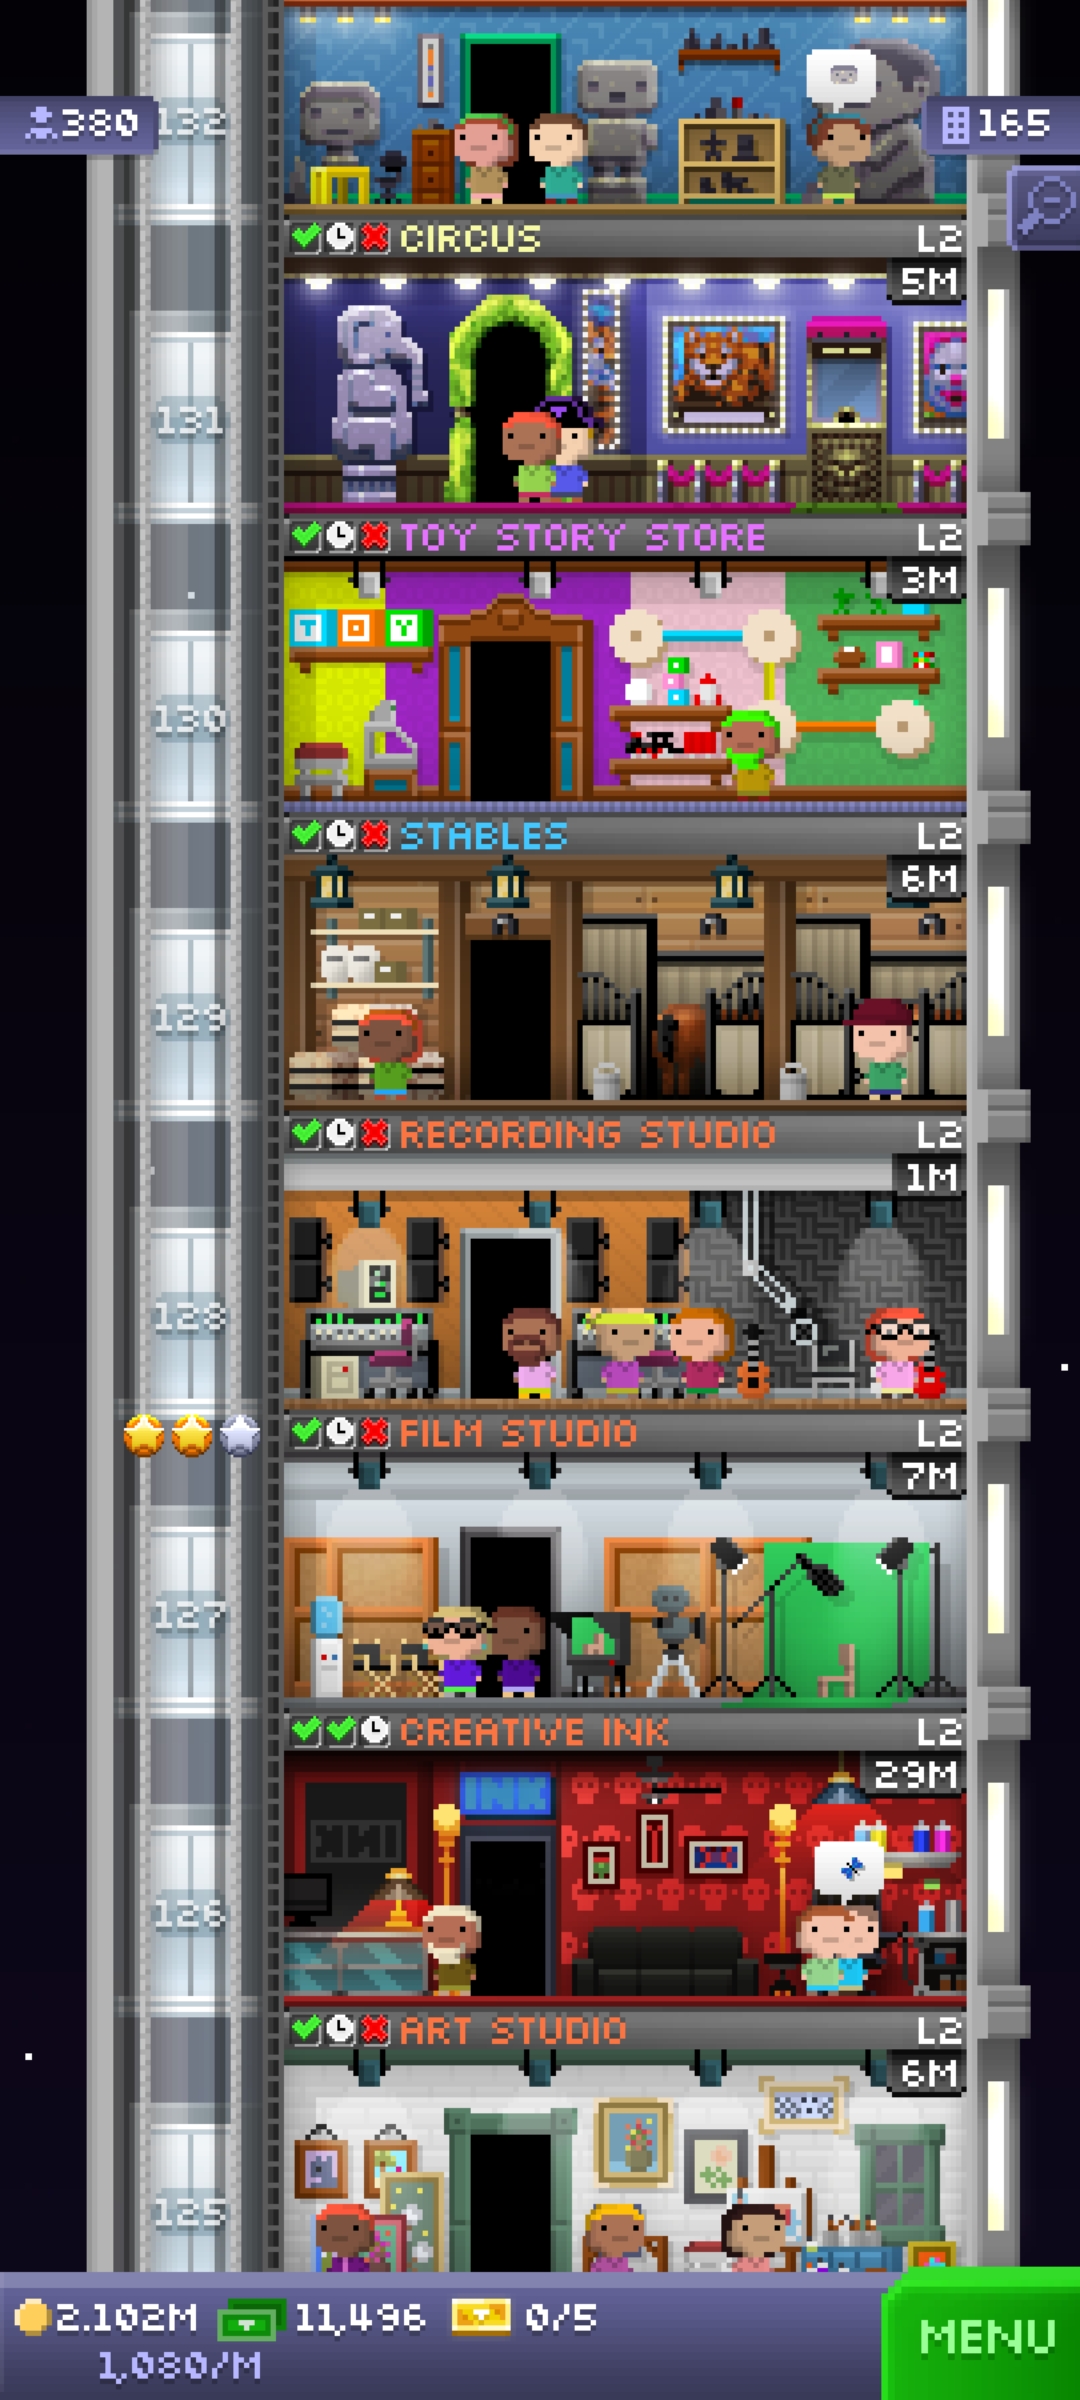 380
132
165
CIRCUS L2
5M
131
TOY STORY STORE L2
3M
TOY
130
STABLES L2
6M
129
RECORDING STUDIO L2
1M
128
FILM STUDIO L2
7M
127
CREATIVE INK L2
29M
INK
126
ART STUDIO L2
6M
125
2.102M 11,496 0/5
1,080/M
MENU